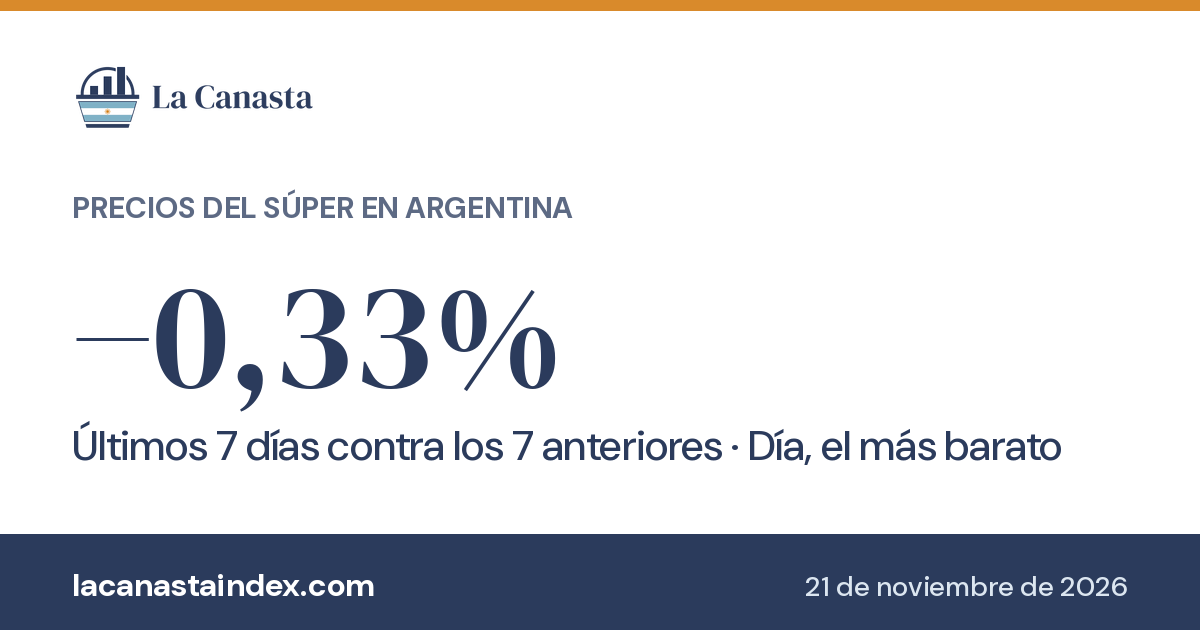 La Canasta
PRECIOS DEL SÚPER EN ARGENTINA
−0,33%
Últimos 7 días contra los 7 anteriores · Día, el más barato
lacanastaindex.com
21 de noviembre de 2026